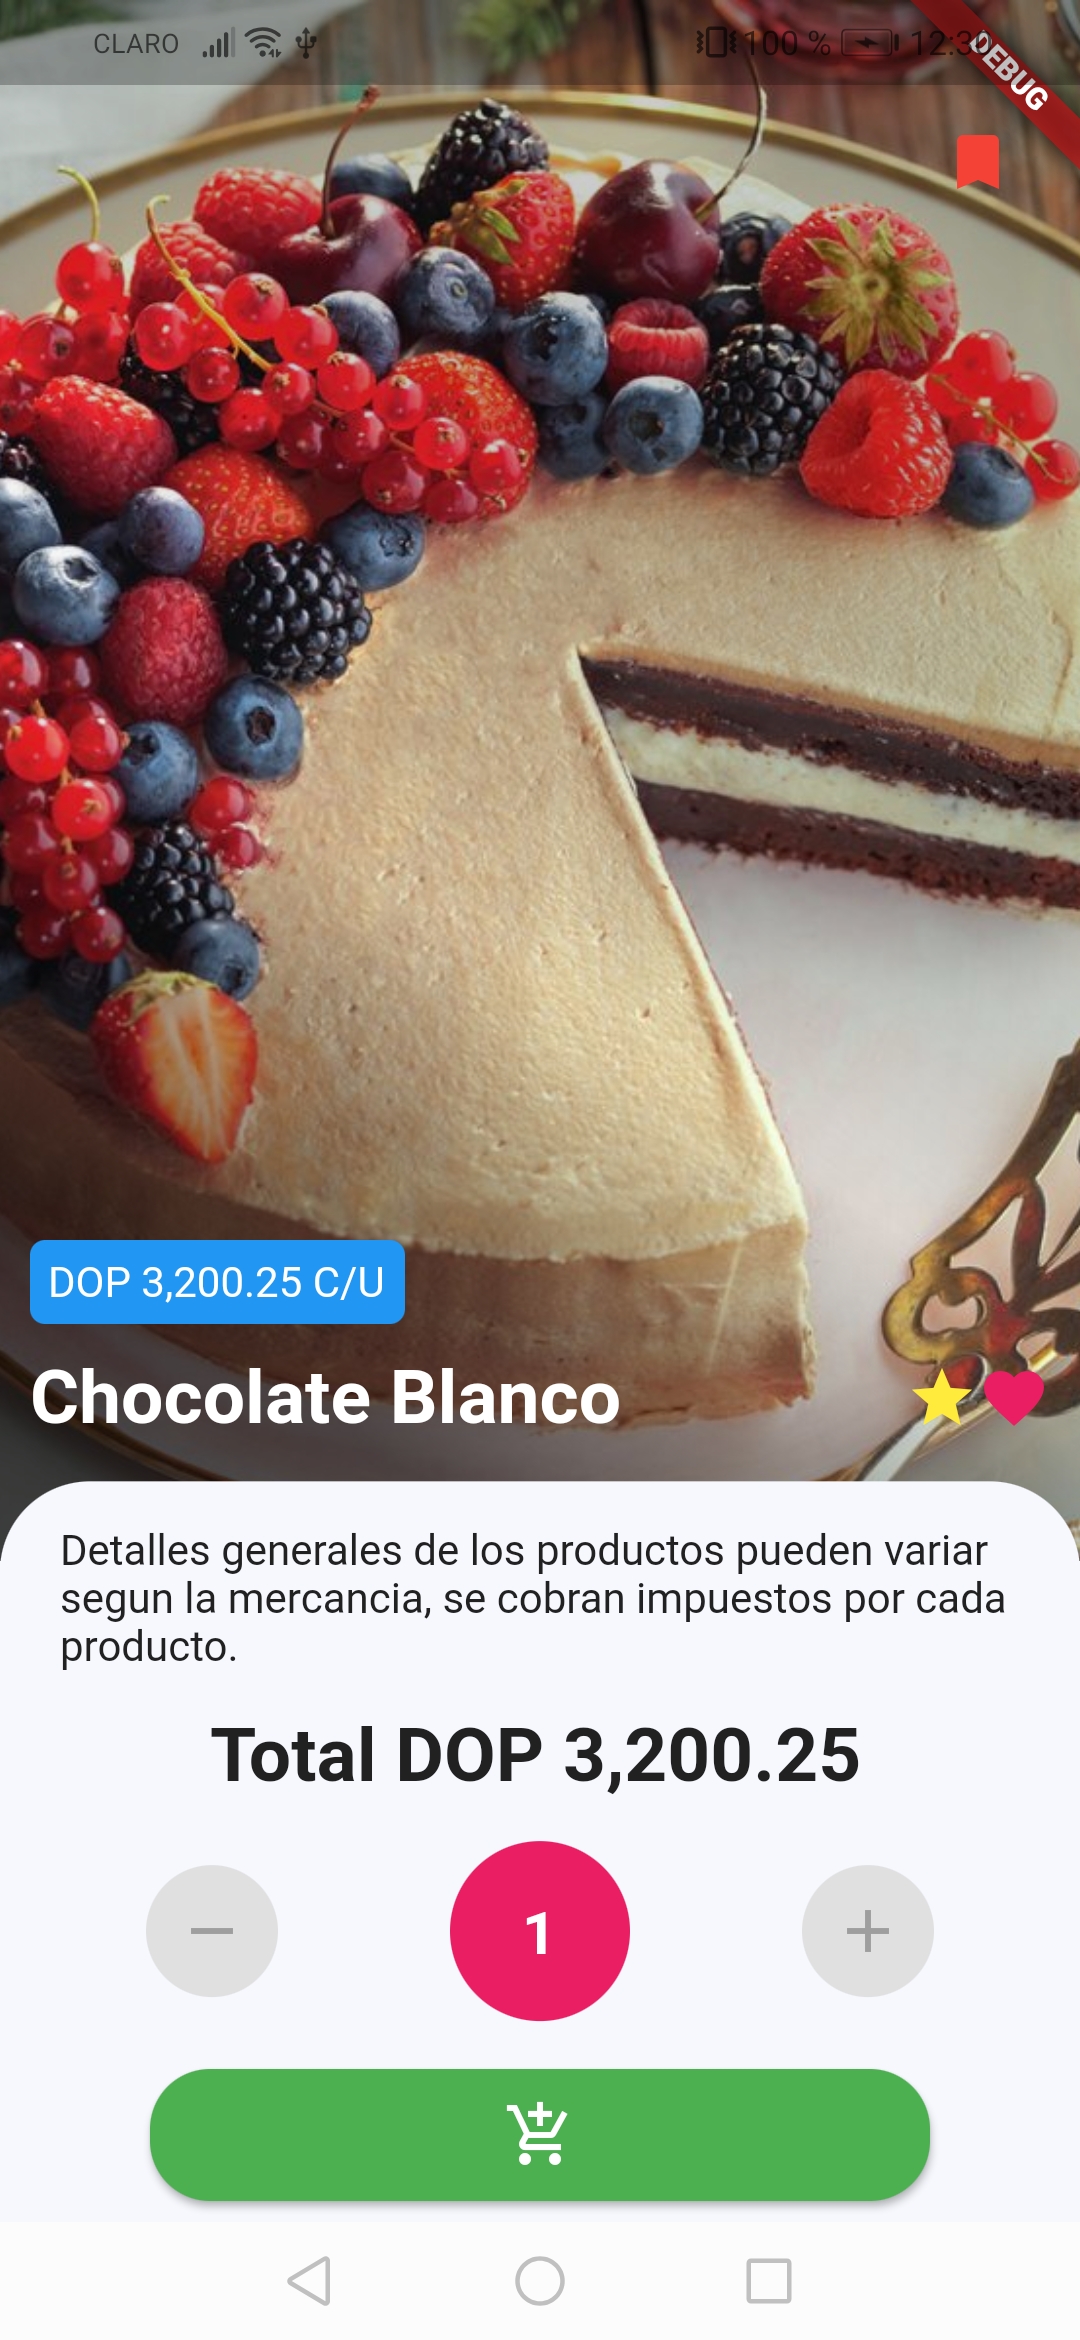 CLARO 100 % 12:30
DEBUG
DOP 3,200.25 C/U
Chocolate Blanco
Detalles generales de los productos pueden variar
segun la mercancia, se cobran impuestos por cada
producto.
Total DOP 3,200.25
1